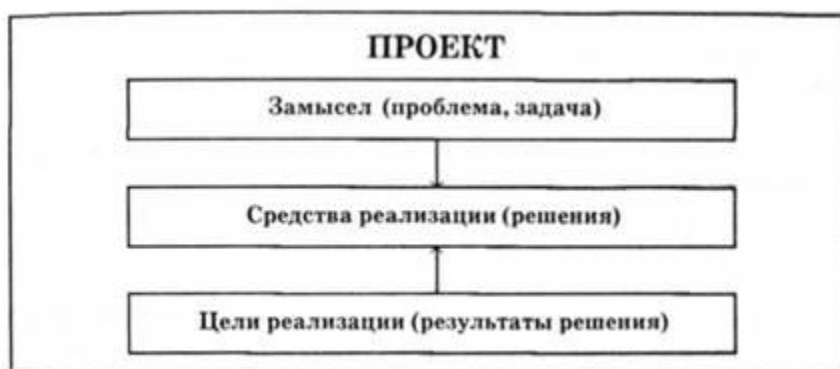 ПРОЕКТ
Замысел (проблема, задача)
Средства реализации (решения)
Цели реализации (результаты решения)